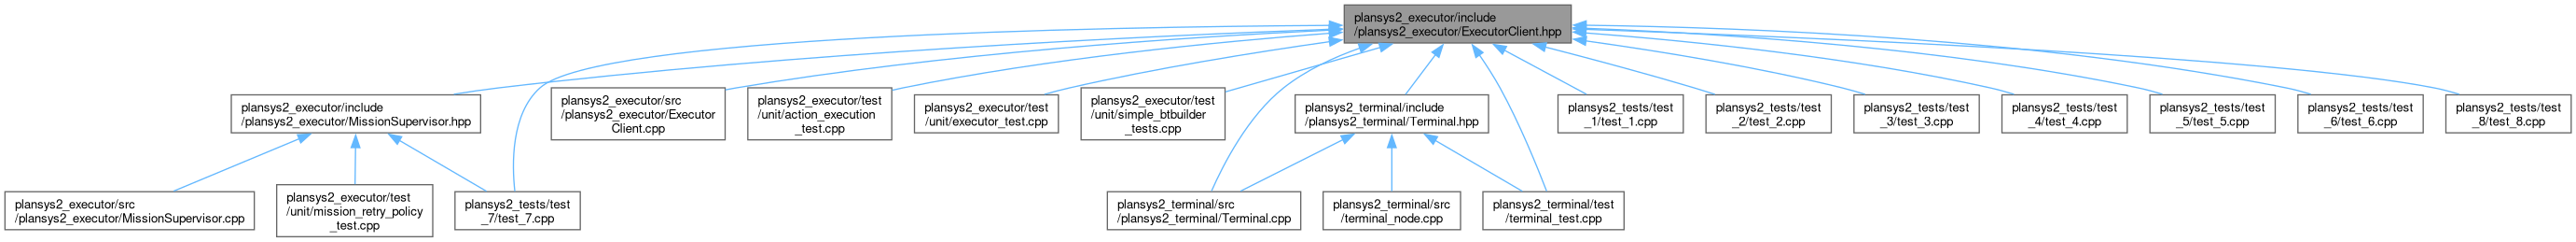 plansys2_executor/include
/plansys2_executor/ExecutorClient.hpp
plansys2_executor/include
/plansys2_executor/MissionSupervisor.hpp
plansys2_executor/src
/plansys2_executor/Executor
Client.cpp
plansys2_executor/test
/unit/action_execution
_test.cpp
plansys2_executor/test
/unit/executor_test.cpp
plansys2_executor/test
/unit/simple_btbuilder
_tests.cpp
plansys2_terminal/include
/plansys2_terminal/Terminal.hpp
plansys2_tests/test
_1/test_1.cpp
plansys2_tests/test
_2/test_2.cpp
plansys2_tests/test
_3/test_3.cpp
plansys2_tests/test
_4/test_4.cpp
plansys2_tests/test
_5/test_5.cpp
plansys2_tests/test
_6/test_6.cpp
plansys2_tests/test
_8/test_8.cpp
plansys2_executor/src
/plansys2_executor/MissionSupervisor.cpp
plansys2_executor/test
/unit/mission_retry_policy
_test.cpp
plansys2_tests/test
_7/test_7.cpp
plansys2_terminal/src
/plansys2_terminal/Terminal.cpp
plansys2_terminal/src
/terminal_node.cpp
plansys2_terminal/test
/terminal_test.cpp